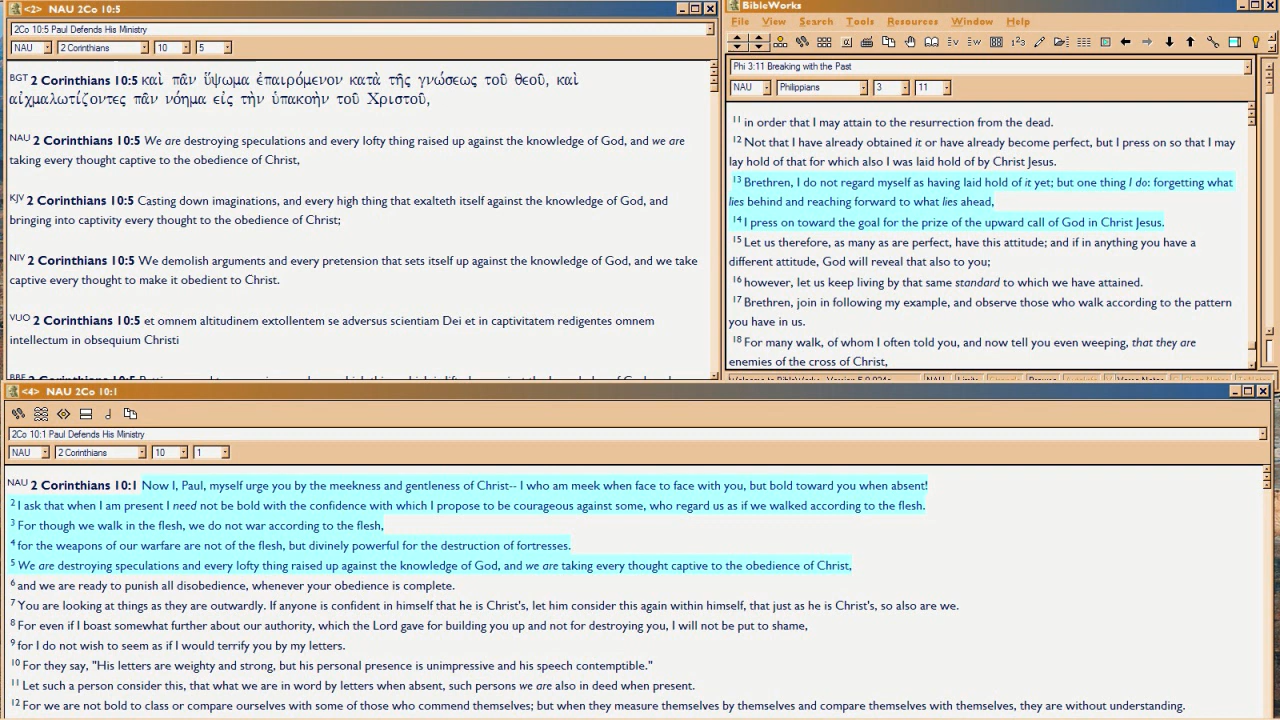 <2> NAU 2Co 10:5
2Co 10:5 Paul Defends His Ministry
NAU 2 Corinthians 10 5
BGT 2 Corinthians 10:5 καὶ πᾶν ὕψωμα ἐπαιρόμενον κατὰ τῆς γνώσεως τοῦ θεοῦ, καὶ
αἰχμαλωτίζοντες πᾶν νόημα εἰς τὴν ὑπακοὴν τοῦ Χριστοῦ,
NAU 2 Corinthians 10:5 We are destroying speculations and every lofty thing raised up against the knowledge of God, and we are
taking every thought captive to the obedience of Christ,
KJV 2 Corinthians 10:5 Casting down imaginations, and every high thing that exalteth itself against the knowledge of God, and
bringing into captivity every thought to the obedience of Christ;
NIV 2 Corinthians 10:5 We demolish arguments and every pretension that sets itself up against the knowledge of God, and we take
captive every thought to make it obedient to Christ.
VUO 2 Corinthians 10:5 et omnem altitudinem extollentem se adversus scientiam Dei et in captivitatem redigentes omnem
intellectum in obsequium Christi
BibleWorks
File View Search Tools Resources Window Help
Phi 3:11 Breaking with the Past
NAU Philippians 3 11
11 in order that I may attain to the resurrection from the dead.
12 Not that I have already obtained it or have already become perfect, but I press on so that I may
lay hold of that for which also I was laid hold of by Christ Jesus.
13 Brethren, I do not regard myself as having laid hold of it yet; but one thing I do: forgetting what
lies behind and reaching forward to what lies ahead,
14 I press on toward the goal for the prize of the upward call of God in Christ Jesus.
15 Let us therefore, as many as are perfect, have this attitude; and if in anything you have a
different attitude, God will reveal that also to you;
16 however, let us keep living by that same standard to which we have attained.
17 Brethren, join in following my example, and observe those who walk according to the pattern
you have in us.
18 For many walk, of whom I often told you, and now tell you even weeping, that they are
enemies of the cross of Christ,
<4> NAU 2Co 10:1
2Co 10:1 Paul Defends His Ministry
NAU 2 Corinthians 10 1
NAU 2 Corinthians 10:1 Now I, Paul, myself urge you by the meekness and gentleness of Christ-- I who am meek when face to face with you, but bold toward you when absent!
2 I ask that when I am present I need not be bold with the confidence with which I propose to be courageous against some, who regard us as if we walked according to the flesh.
3 For though we walk in the flesh, we do not war according to the flesh,
4 for the weapons of our warfare are not of the flesh, but divinely powerful for the destruction of fortresses.
5 We are destroying speculations and every lofty thing raised up against the knowledge of God, and we are taking every thought captive to the obedience of Christ,
6 and we are ready to punish all disobedience, whenever your obedience is complete.
7 You are looking at things as they are outwardly. If anyone is confident in himself that he is Christ's, let him consider this again within himself, that just as he is Christ's, so also are we.
8 For even if I boast somewhat further about our authority, which the Lord gave for building you up and not for destroying you, I will not be put to shame,
9 for I do not wish to seem as if I would terrify you by my letters.
10 For they say, "His letters are weighty and strong, but his personal presence is unimpressive and his speech contemptible."
11 Let such a person consider this, that what we are in word by letters when absent, such persons we are also in deed when present.
12 For we are not bold to class or compare ourselves with some of those who commend themselves; but when they measure themselves by themselves and compare themselves with themselves, they are without understanding.